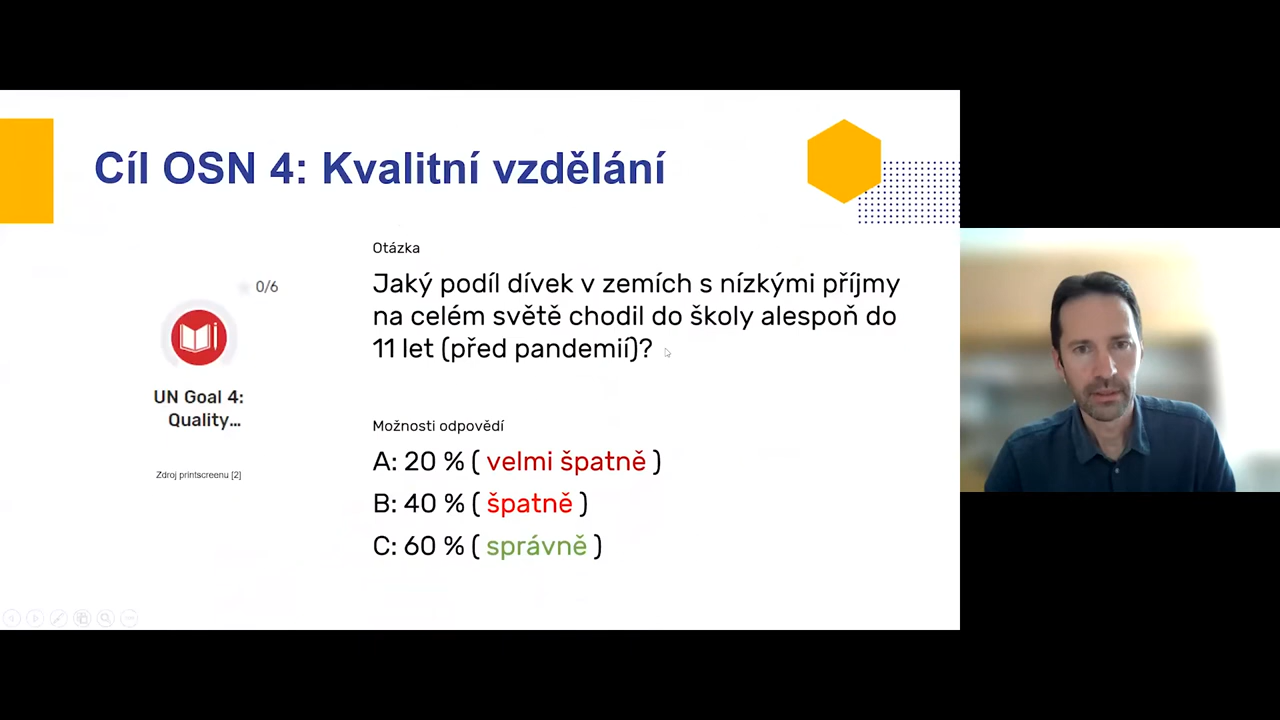 Cíl OSN 4: Kvalitní vzdělání
0/6
UN Goal 4:
Quality...
Zdroj printscreenu [2]
Otázka
Jaký podíl dívek v zemích s nízkými příjmy
na celém světě chodil do školy alespoň do
11 let (před pandemií)?
Možnosti odpovědí
A: 20 % ( velmi špatně )
B: 40 % ( špatně )
C: 60 % ( správně )